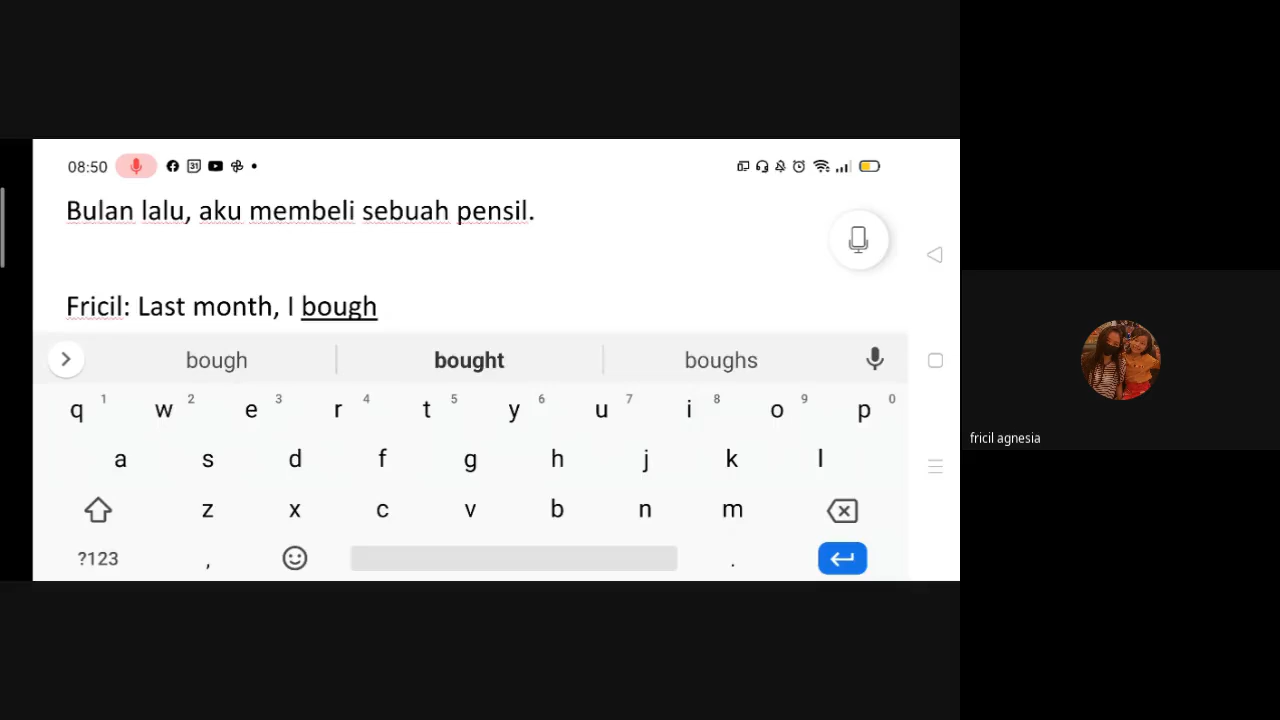 08:50
31
Bulan lalu, aku membeli sebuah pensil.
Fricil: Last month, I bough
bough bought boughs
q 1 w 2 e 3 r 4 t 5 y 6 u 7 i 8 o 9 p 0
a s d f g h j k l
z x c v b n m
?123 , .
fricil agnesia